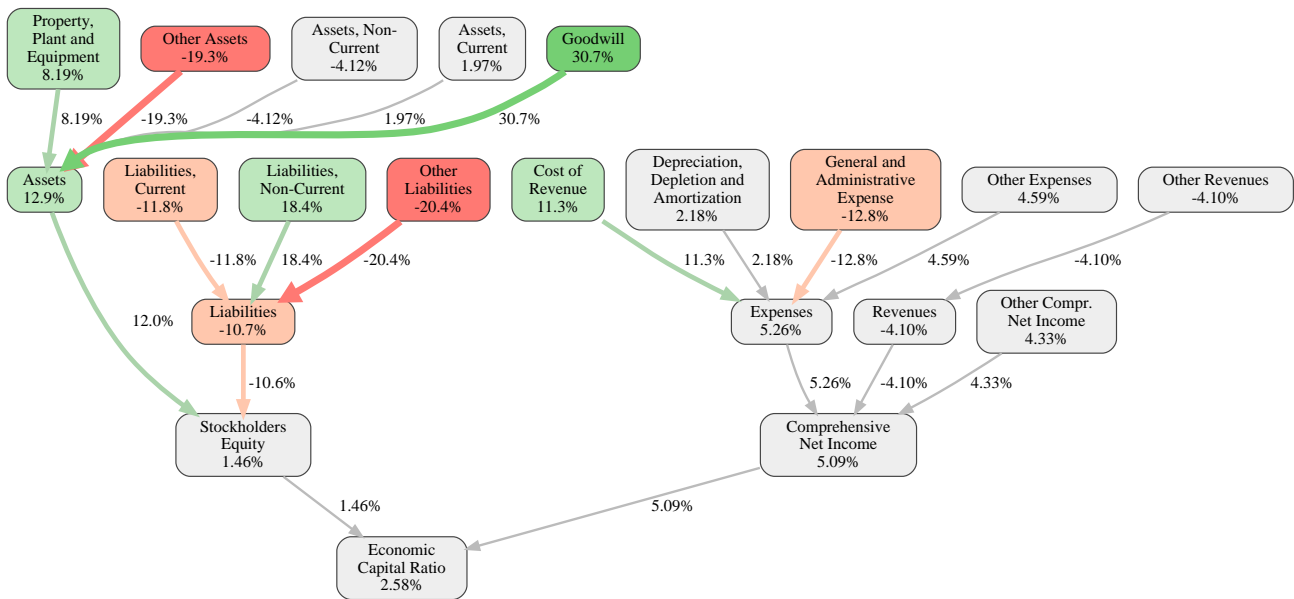 Property,
Plant and
Equipment
8.19%
Other Assets
-19.3%
Assets, Non-
Current
-4.12%
Assets,
Current
1.97%
Goodwill
30.7%
8.19%
-19.3%
-4.12%
1.97%
30.7%
Assets
12.9%
Liabilities,
Current
-11.8%
Liabilities,
Non-Current
18.4%
Other
Liabilities
-20.4%
Cost of
Revenue
11.3%
Depreciation,
Depletion and
Amortization
2.18%
General and
Administrative
Expense
-12.8%
Other Expenses
4.59%
Other Revenues
-4.10%
-11.8%
18.4%
-20.4%
11.3%
2.18%
-12.8%
4.59%
-4.10%
12.0%
Liabilities
-10.7%
Expenses
5.26%
Revenues
-4.10%
Other Compr.
Net Income
4.33%
-10.6%
5.26%
-4.10%
4.33%
Stockholders
Equity
1.46%
Comprehensive
Net Income
5.09%
1.46%
5.09%
Economic
Capital Ratio
2.58%